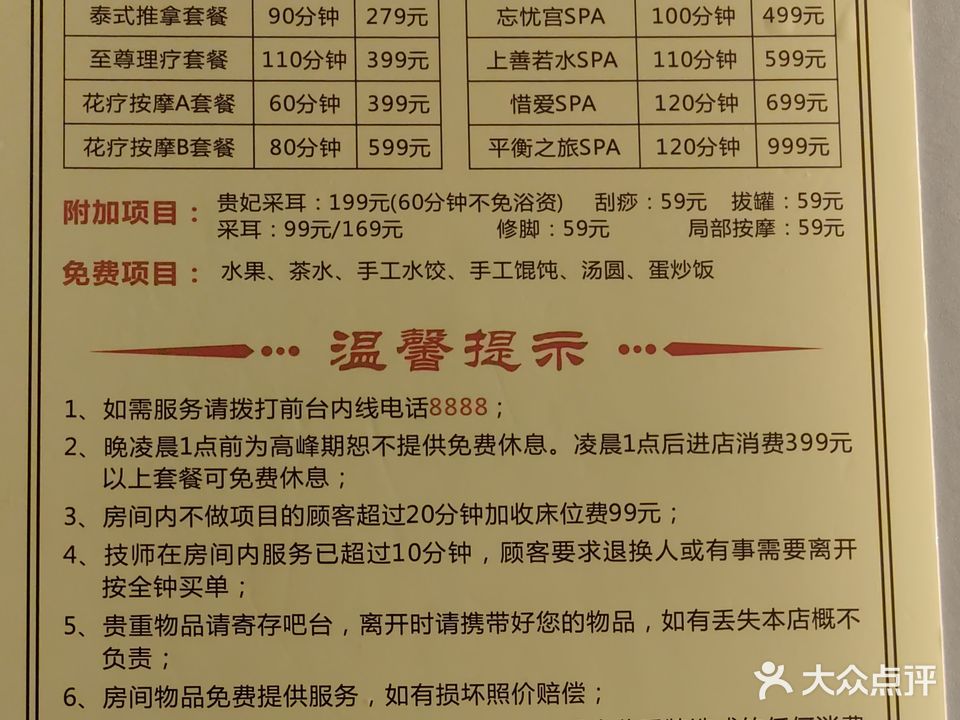 泰式推拿套餐 90分钟 279元 忘忧宫SPA 100分钟 499元
至尊理疗套餐 110分钟 399元 上善若水SPA 110分钟 599元
花疗按摩A套餐 60分钟 399元 惜爱SPA 120分钟 699元
花疗按摩B套餐 80分钟 599元 平衡之旅SPA 120分钟 999元
附加项目：贵妃采耳：199元(60分钟不免浴资) 刮痧：59元 拔罐：59元
采耳：99元/169元 修脚：59元 局部按摩：59元
免费项目：水果、茶水、手工水饺、手工馄饨、汤圆、蛋炒饭
温馨提示
1、如需服务请拨打前台内线电话8888；
2、晚凌晨1点前为高峰期恕不提供免费休息。凌晨1点后进店消费399元
以上套餐可免费休息；
3、房间内不做项目的顾客超过20分钟加收床位费99元；
4、技师在房间内服务已超过10分钟，顾客要求退换人或有事需要离开
按全钟买单；
5、贵重物品请寄存吧台，离开时请携带好您的物品，如有丢失本店概不
负责；
6、房间物品免费提供服务，如有损坏照价赔偿；
大众点评